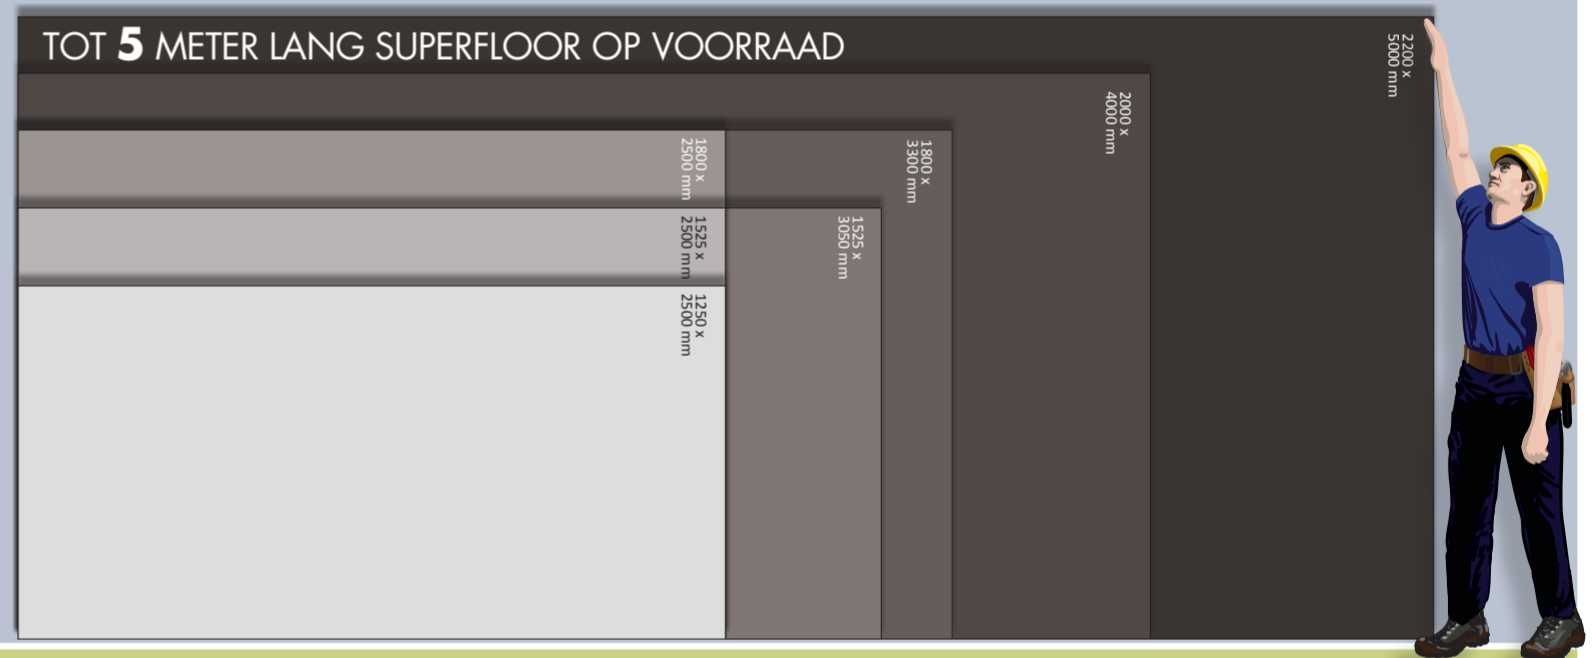 TOT 5 METER LANG SUPERFLOOR OP VOORRAAD
2200 x
5000 mm
2000 x
4000 mm
1800 x
2500 mm
1800 x
3300 mm
1525 x
2500 mm
1525 x
3050 mm
1250 x
2500 mm